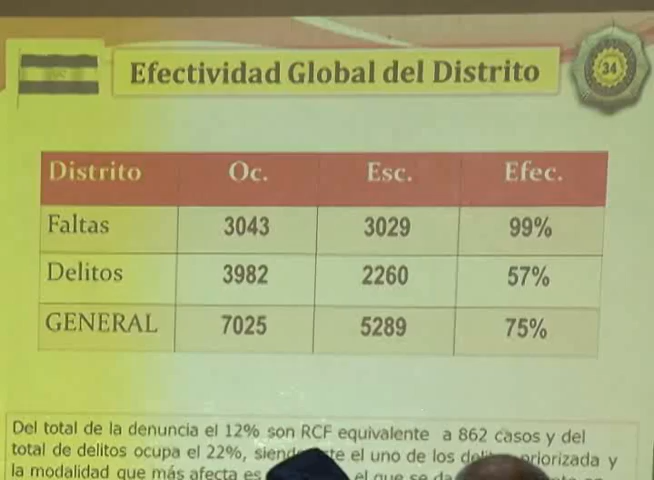 Efectividad Global del Distrito
34
Distrito Oc. Esc. Efec.
Faltas 3043 3029 99%
Delitos 3982 2260 57%
GENERAL 7025 5289 75%
Del total de la denuncia el 12% son RCF equivalente a 862 casos y del
total de delitos ocupa el 22%, el uno de los priorizada y
la modalidad que más afecta es el que se da